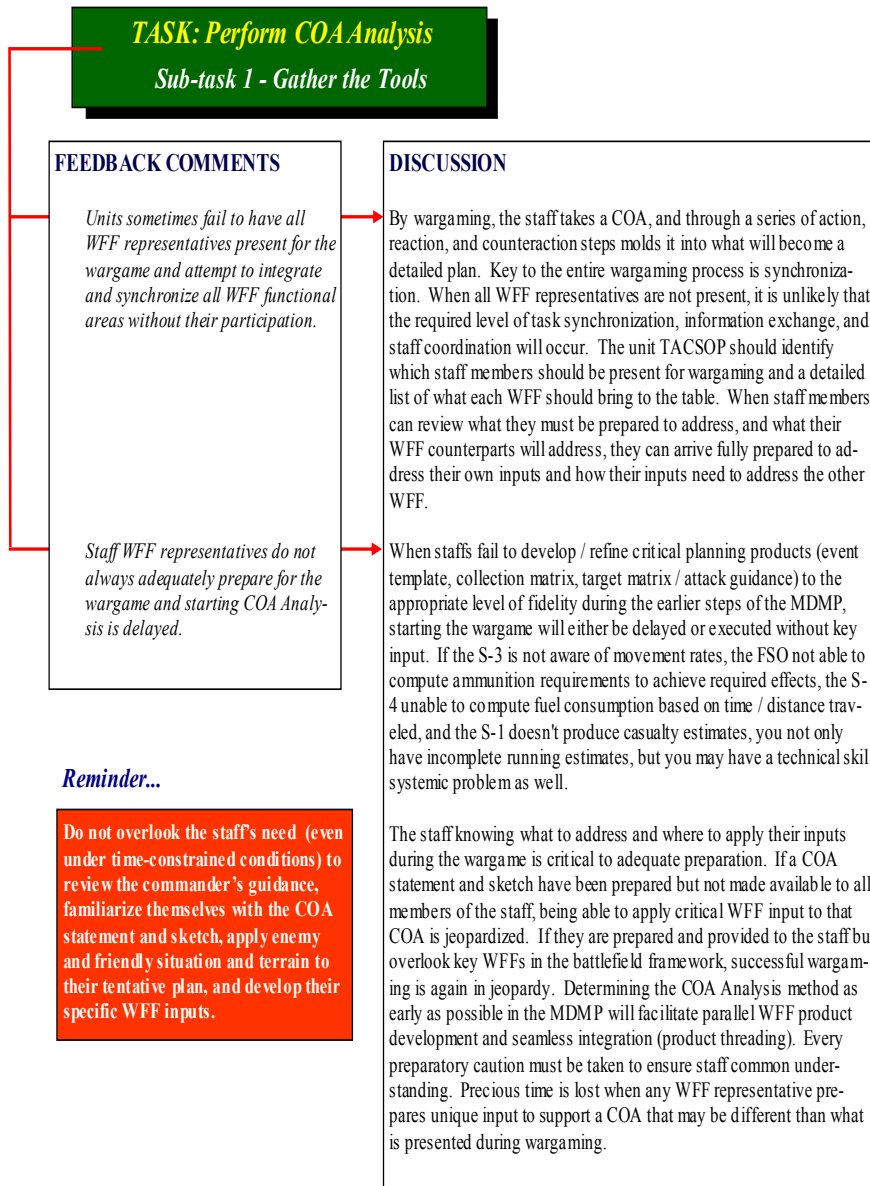 TASK: Perform COA Analysis
Sub-task 1 - Gather the Tools
FEEDBACK COMMENTS
Units sometimes fail to have all
WFF representatives present for the
wargame and attempt to integrate
and synchronize all WFF functional
areas without their participation.
Staff WFF representatives do not
always adequately prepare for the
wargame and starting COA Analy-
sis is delayed.
Reminder...
Do not overlook the staff's need (even
under time-constrained conditions) to
review the commander's guidance,
familiarize themselves with the COA
statement and sketch, apply enemy
and friendly situation and terrain to
their tentative plan, and develop their
specific WFF inputs.
DISCUSSION
By wargaming, the staff takes a COA, and through a series of action,
reaction, and counteraction steps molds it into what will become a
detailed plan. Key to the entire wargaming process is synchroniza-
tion. When all WFF representatives are not present, it is unlikely that
the required level of task synchronization, information exchange, and
staff coordination will occur. The unit TACSOP should identify
which staff members should be present for wargaming and a detailed
list of what each WFF should bring to the table. When staff members
can review what they must be prepared to address, and what their
WFF counterparts will address, they can arrive fully prepared to ad-
dress their own inputs and how their inputs need to address the other
WFF.
When staffs fail to develop / refine critical planning products (event
template, collection matrix, target matrix / attack guidance) to the
appropriate level of fidelity during the earlier steps of the MDMP,
starting the wargame will either be delayed or executed without key
input. If the S-3 is not aware of movement rates, the FSO not able to
compute ammunition requirements to achieve required effects, the S-
4 unable to compute fuel consumption based on time / distance trav-
eled, and the S-1 doesn't produce casualty estimates, you not only
have incomplete running estimates, but you may have a technical skil
systemic problem as well.
The staff knowing what to address and where to apply their inputs
during the wargame is critical to adequate preparation. If a COA
statement and sketch have been prepared but not made available to all
members of the staff, being able to apply critical WFF input to that
COA is jeopardized. If they are prepared and provided to the staff bu
overlook key WFFs in the battlefield framework, successful wargam-
ing is again in jeopardy. Determining the COA Analysis method as
early as possible in the MDMP will facilitate parallel WFF product
development and seamless integration (product threading). Every
preparatory caution must be taken to ensure staff common under-
standing. Precious time is lost when any WFF representative pre-
pares unique input to support a COA that may be different than what
is presented during wargaming.